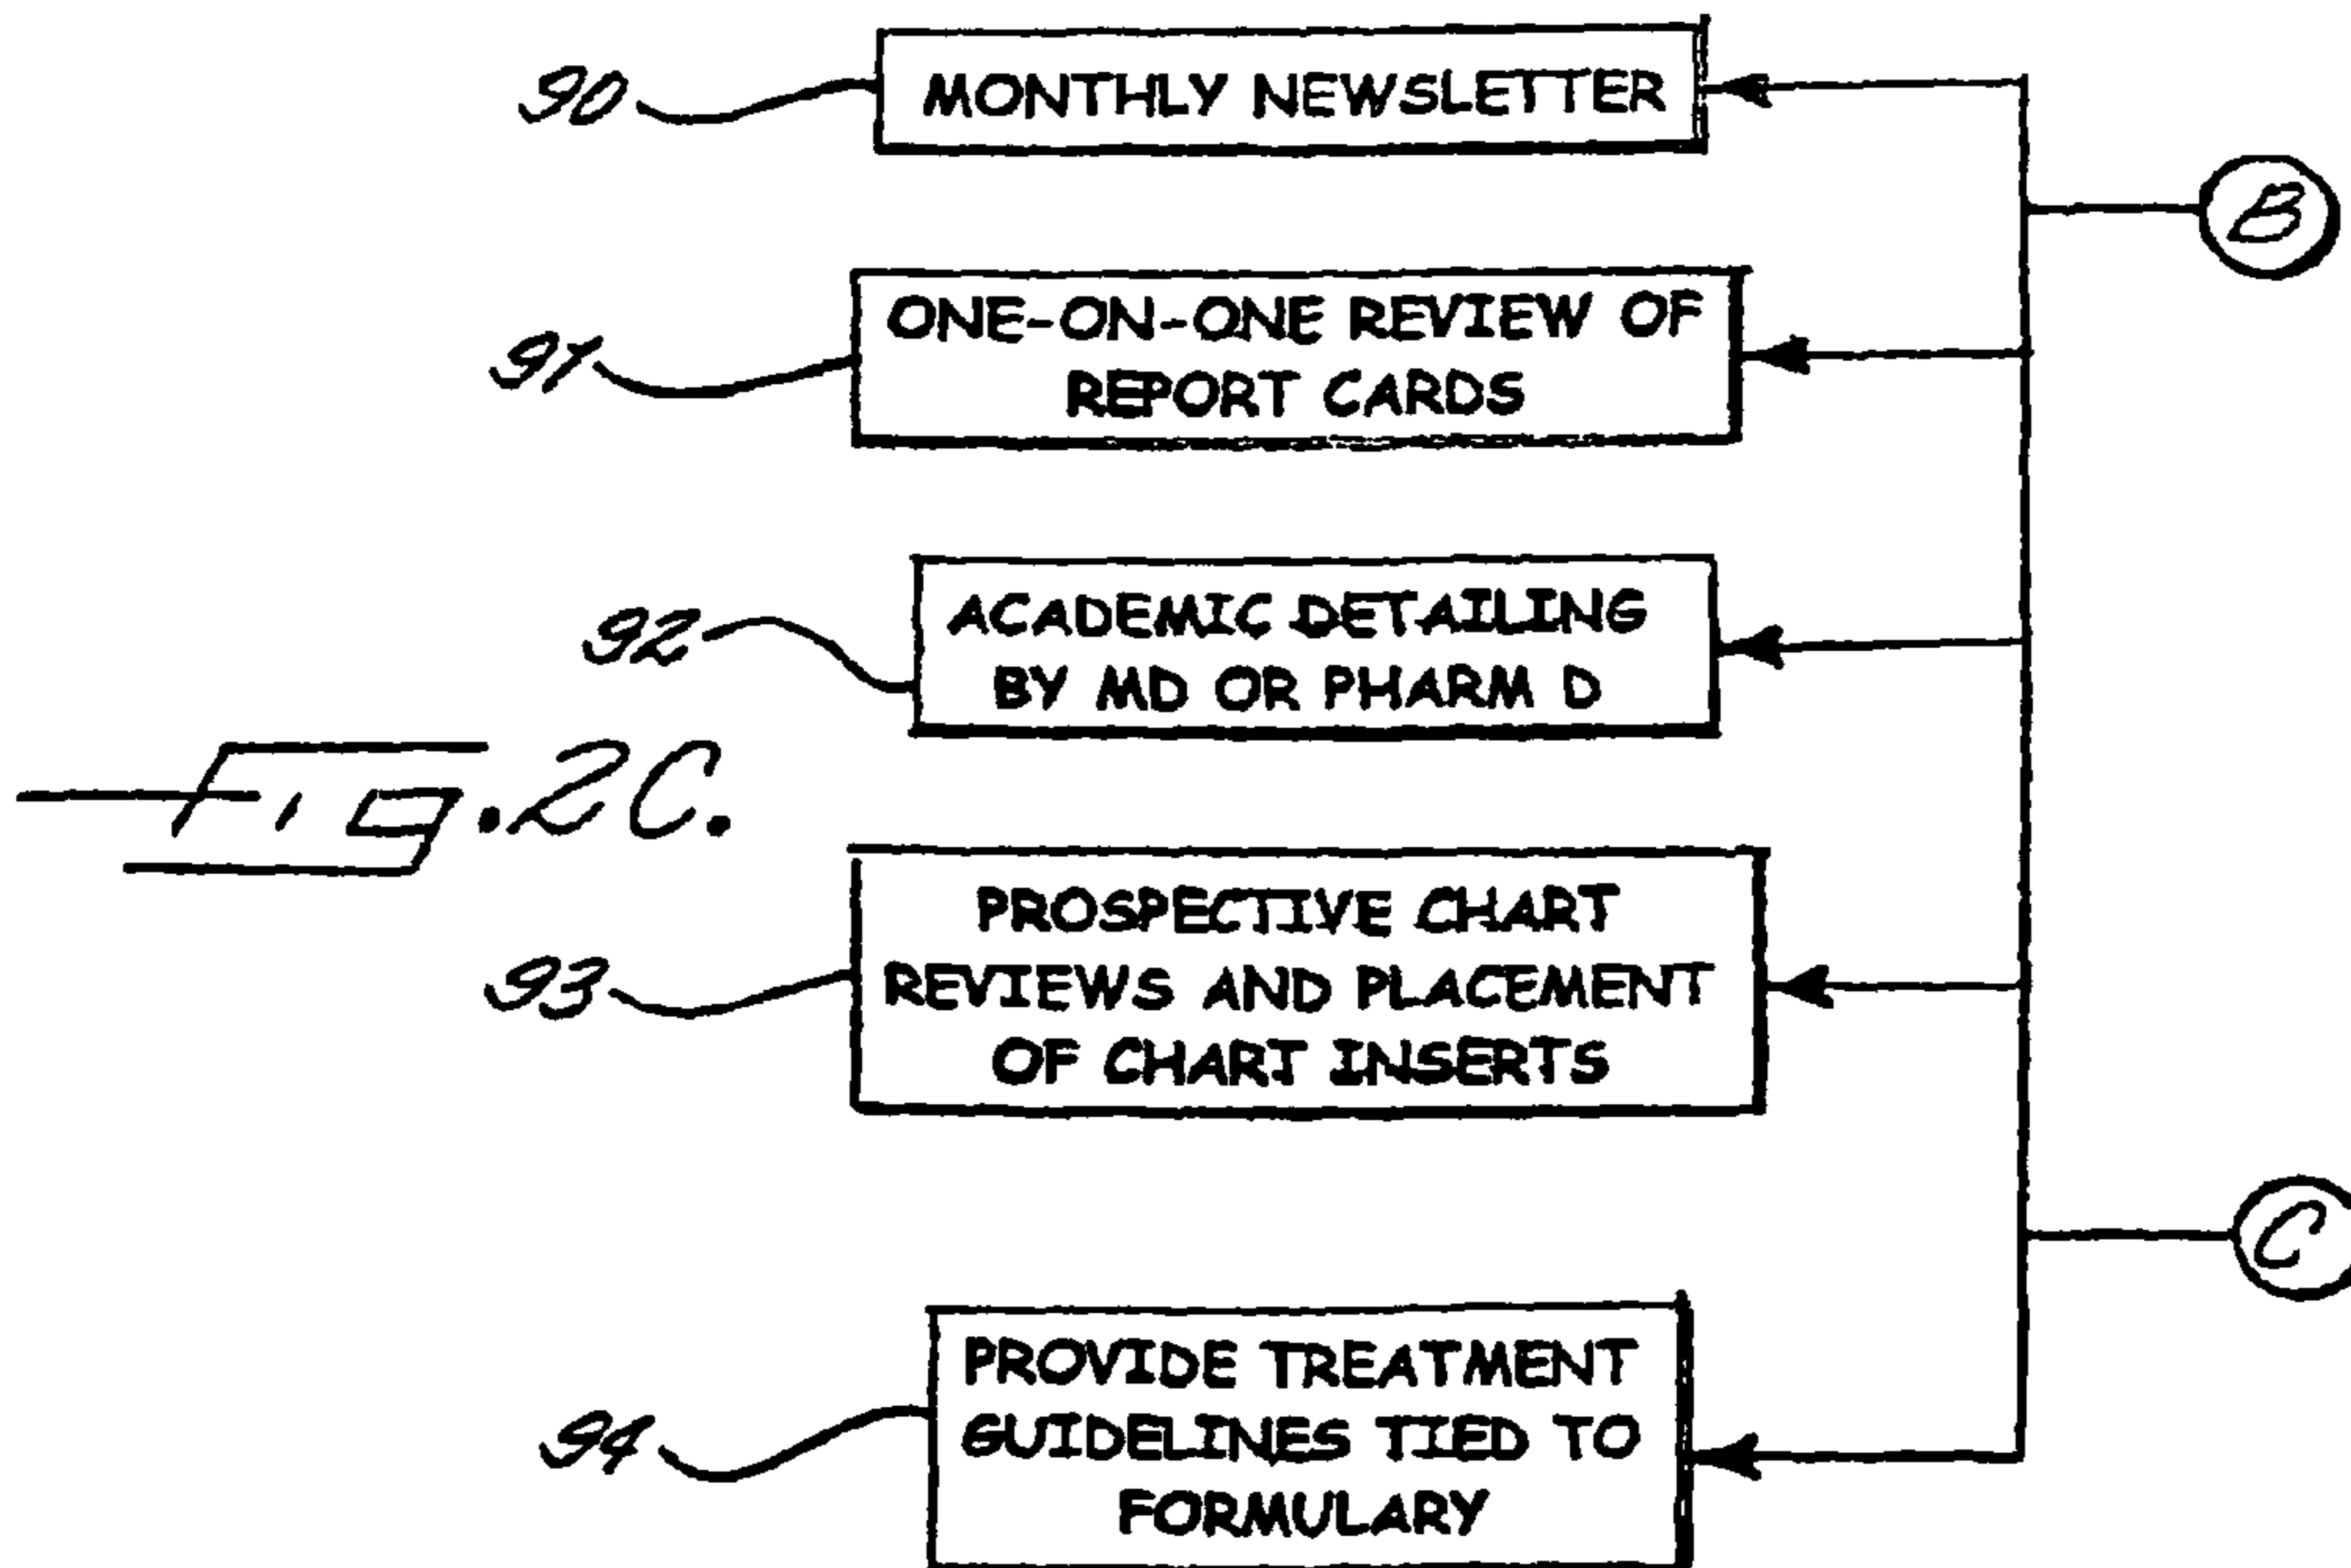 90
MONTHLY NEWSLETTER
B
91
ONE-ON-ONE REVIEW OF
REPORT CARDS
92
ACADEMIC DETAILING
BY MD OR PHARM D
Fig. 2C.
93
PROSPECTIVE CHART
REVIEWS AND PLACEMENT
OF CHART INSERTS
C
94
PROVIDE TREATMENT
GUIDELINES TIED TO
FORMULARY